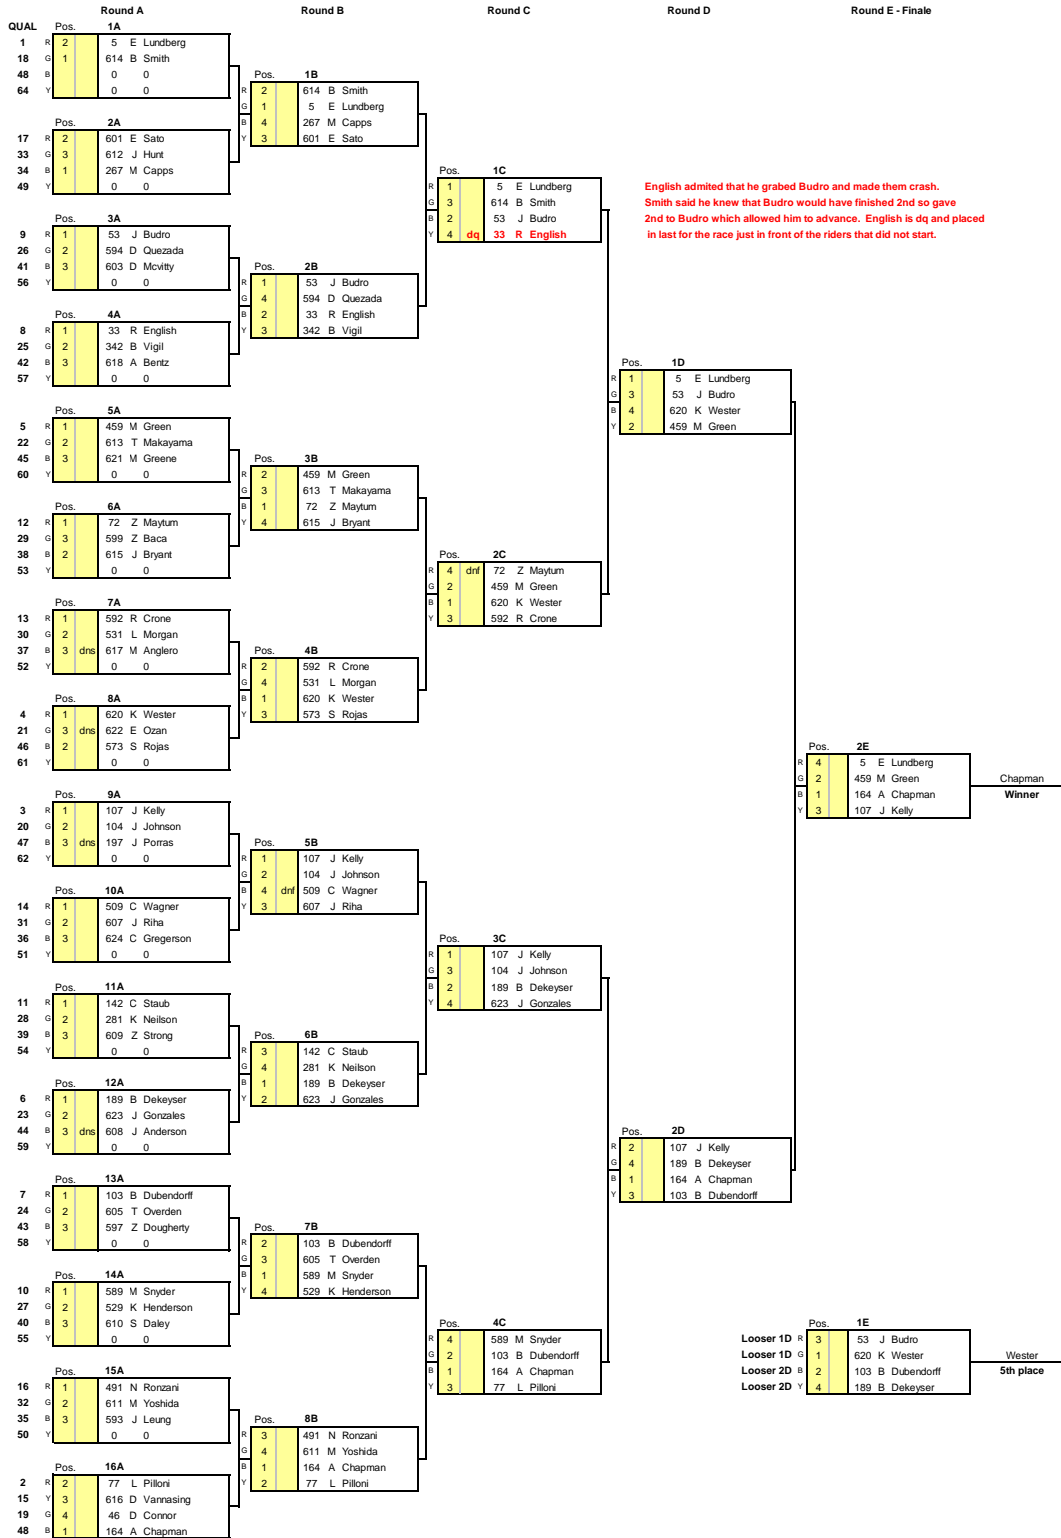 Round A Round B Round C Round D Round E - Finale
QUAL Pos. 1A
1 R 2 5 E Lundberg
18 G 1 614 B Smith
48 B 0 0
64 Y 0 0
Pos. 2A
17 R 2 601 E Sato
33 G 3 612 J Hunt
34 B 1 267 M Capps
49 Y 0 0
Pos. 3A
9 R 1 53 J Budro
26 G 2 594 D Quezada
41 B 3 603 D Mcvitty
56 Y 0 0
Pos. 4A
8 R 1 33 R English
25 G 2 342 B Vigil
42 B 3 618 A Bentz
57 Y 0 0
Pos. 5A
5 R 1 459 M Green
22 G 2 613 T Makayama
45 B 3 621 M Greene
60 Y 0 0
Pos. 6A
12 R 1 72 Z Maytum
29 G 3 599 Z Baca
38 B 2 615 J Bryant
53 Y 0 0
Pos. 7A
13 R 1 592 R Crone
30 G 2 531 L Morgan
37 B 3 dns 617 M Anglero
52 Y 0 0
Pos. 8A
4 R 1 620 K Wester
21 G 3 dns 622 E Ozan
46 B 2 573 S Rojas
61 Y 0 0
Pos. 9A
3 R 1 107 J Kelly
20 G 2 104 J Johnson
47 B 3 dns 197 J Porras
62 Y 0 0
Pos. 10A
14 R 1 509 C Wagner
31 G 2 607 J Riha
36 B 3 624 C Gregerson
51 Y 0 0
Pos. 11A
11 R 1 142 C Staub
28 G 2 281 K Neilson
39 B 3 609 Z Strong
54 Y 0 0
Pos. 12A
6 R 1 189 B Dekeyser
23 G 2 623 J Gonzales
44 B 3 dns 608 J Anderson
59 Y 0 0
Pos. 13A
7 R 1 103 B Dubendorff
24 G 2 605 T Overden
43 B 3 597 Z Dougherty
58 Y 0 0
Pos. 14A
10 R 1 589 M Snyder
27 G 2 529 K Henderson
40 B 3 610 S Daley
55 Y 0 0
Pos. 15A
16 R 1 491 N Ronzani
32 G 2 611 M Yoshida
35 B 3 593 J Leung
50 Y 0 0
Pos. 16A
2 R 2 77 L Pilloni
15 Y 3 616 D Vannasing
19 G 4 46 D Connor
48 B 1 164 A Chapman
Pos. 1B
R 2 614 B Smith
G 1 5 E Lundberg
B 4 267 M Capps
Y 3 601 E Sato
Pos. 2B
R 1 53 J Budro
G 4 594 D Quezada
B 2 33 R English
Y 3 342 B Vigil
Pos. 3B
R 2 459 M Green
G 3 613 T Makayama
B 1 72 Z Maytum
Y 4 615 J Bryant
Pos. 4B
R 2 592 R Crone
G 4 531 L Morgan
B 1 620 K Wester
Y 3 573 S Rojas
Pos. 5B
R 1 107 J Kelly
G 2 104 J Johnson
B 4 dnf 509 C Wagner
Y 3 607 J Riha
Pos. 6B
R 3 142 C Staub
G 4 281 K Neilson
B 1 189 B Dekeyser
Y 2 623 J Gonzales
Pos. 7B
R 2 103 B Dubendorff
G 3 605 T Overden
B 1 589 M Snyder
Y 4 529 K Henderson
Pos. 8B
R 3 491 N Ronzani
G 4 611 M Yoshida
B 1 164 A Chapman
Y 2 77 L Pilloni
Pos. 1C
R 1 5 E Lundberg
G 3 614 B Smith
B 2 53 J Budro
Y 4 dq 33 R English
English admited that he grabed Budro and made them crash.
Smith said he knew that Budro would have finished 2nd so gave
2nd to Budro which allowed him to advance. English is dq and placed
in last for the race just in front of the riders that did not start.
Pos. 2C
R 4 dnf 72 Z Maytum
G 2 459 M Green
B 1 620 K Wester
Y 3 592 R Crone
Pos. 3C
R 1 107 J Kelly
G 3 104 J Johnson
B 2 189 B Dekeyser
Y 4 623 J Gonzales
Pos. 4C
R 4 589 M Snyder
G 2 103 B Dubendorff
B 1 164 A Chapman
Y 3 77 L Pilloni
Pos. 1D
R 1 5 E Lundberg
G 3 53 J Budro
B 4 620 K Wester
Y 2 459 M Green
Pos. 2D
R 2 107 J Kelly
G 4 189 B Dekeyser
B 1 164 A Chapman
Y 3 103 B Dubendorff
Pos. 2E
R 4 5 E Lundberg
G 2 459 M Green
B 1 164 A Chapman
Y 3 107 J Kelly
Chapman
Winner
Pos. 1E
Looser 1D R 3 53 J Budro
Looser 1D G 1 620 K Wester
Looser 2D B 2 103 B Dubendorff
Looser 2D Y 4 189 B Dekeyser
Wester
5th place